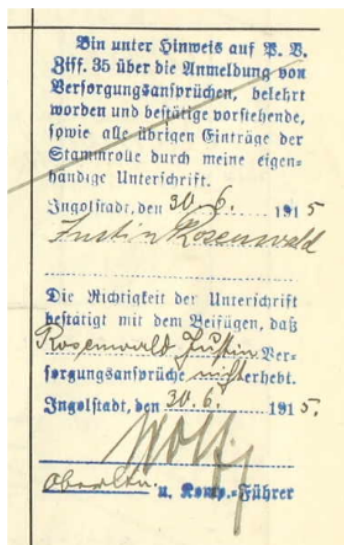 Bin unter Hinweis auf P. V.
Ziff. 35 über die Anmeldung von
Versorgungsansprüchen, belehrt
worden und bestätige vorstehende,
sowie alle übrigen Einträge der
Stammrolle durch meine eigen=
händige Unterschrift.
Ingolstadt, den 30. 6. 1915
Justin Rosenwald
Die Richtigkeit der Unterschrift
bestätigt mit dem Beifügen, daß
Rosenwald Justin Ver=
sorgungsansprüche nicht erhebt.
Ingolstadt, den 30. 6. 1915.
Wolf
Oberltn. u. Komp.=Führer